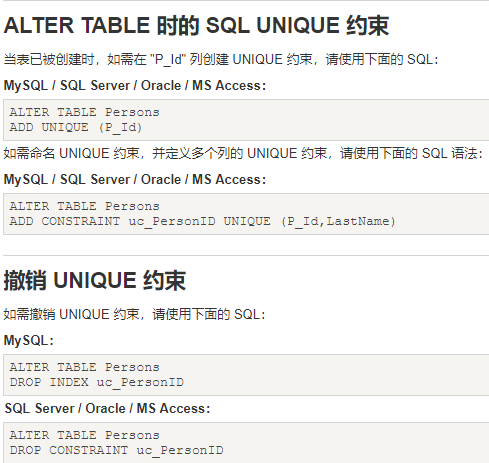 ALTER TABLE 时的 SQL UNIQUE 约束
当表已被创建时，如需在 "P_Id" 列创建 UNIQUE 约束，请使用下面的 SQL：
MySQL / SQL Server / Oracle / MS Access：
ALTER TABLE Persons
ADD UNIQUE (P_Id)
如需命名 UNIQUE 约束，并定义多个列的 UNIQUE 约束，请使用下面的 SQL 语法：
MySQL / SQL Server / Oracle / MS Access：
ALTER TABLE Persons
ADD CONSTRAINT uc_PersonID UNIQUE (P_Id,LastName)
撤销 UNIQUE 约束
如需撤销 UNIQUE 约束，请使用下面的 SQL：
MySQL：
ALTER TABLE Persons
DROP INDEX uc_PersonID
SQL Server / Oracle / MS Access：
ALTER TABLE Persons
DROP CONSTRAINT uc_PersonID